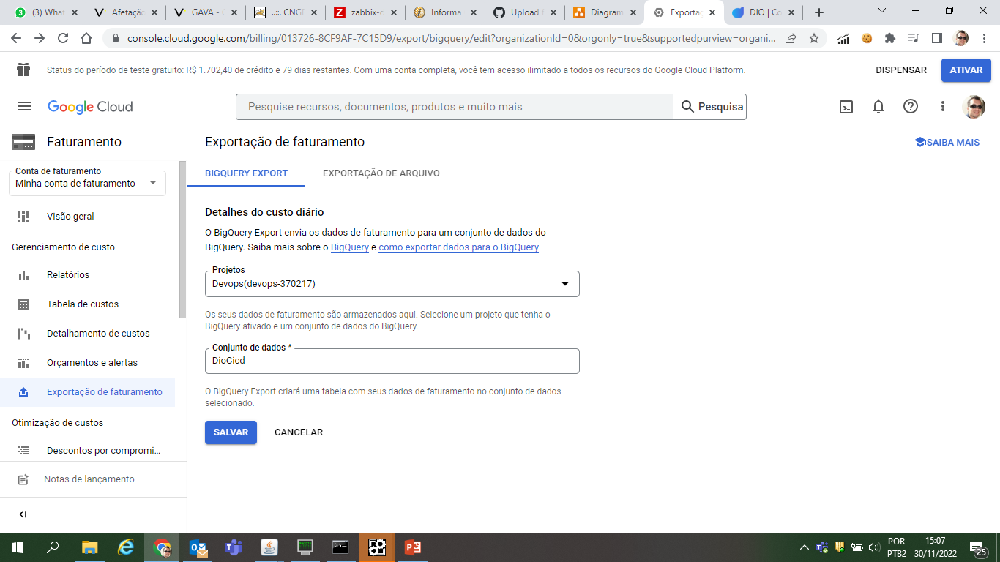 (3) What
Afetação
GAVA - C
..::. CNGF
zabbix-d
Informa
Upload f
Diagram
Exportaç
DIO | Co
console.cloud.google.com/billing/013726-8CF9AF-7C15D9/export/bigquery/edit?organizationId=0&orgonly=true&supportedpurview=organi...
Status do período de teste gratuito: R$ 1.702,40 de crédito e 79 dias restantes. Com uma conta completa, você tem acesso ilimitado a todos os recursos do Google Cloud Platform.
DISPENSAR
ATIVAR
Google Cloud
Pesquise recursos, documentos, produtos e muito mais
Pesquisa
Faturamento
Exportação de faturamento
SAIBA MAIS
Conta de faturamento
Minha conta de faturamento
BIGQUERY EXPORT
EXPORTAÇÃO DE ARQUIVO
Visão geral
Gerenciamento de custo
Relatórios
Tabela de custos
Detalhamento de custos
Orçamentos e alertas
Exportação de faturamento
Otimização de custos
Descontos por compromi...
Notas de lançamento
Detalhes do custo diário
O BigQuery Export envia os dados de faturamento para um conjunto de dados do
BigQuery. Saiba mais sobre o BigQuery e como exportar dados para o BigQuery
Projetos
Devops(devops-370217)
Os seus dados de faturamento são armazenados aqui. Selecione um projeto que tenha o
BigQuery ativado e um conjunto de dados do BigQuery.
Conjunto de dados *
DioCicd
O BigQuery Export criará uma tabela com seus dados de faturamento no conjunto de dados
selecionado.
SALVAR
CANCELAR
POR
PTB2
15:07
30/11/2022
25